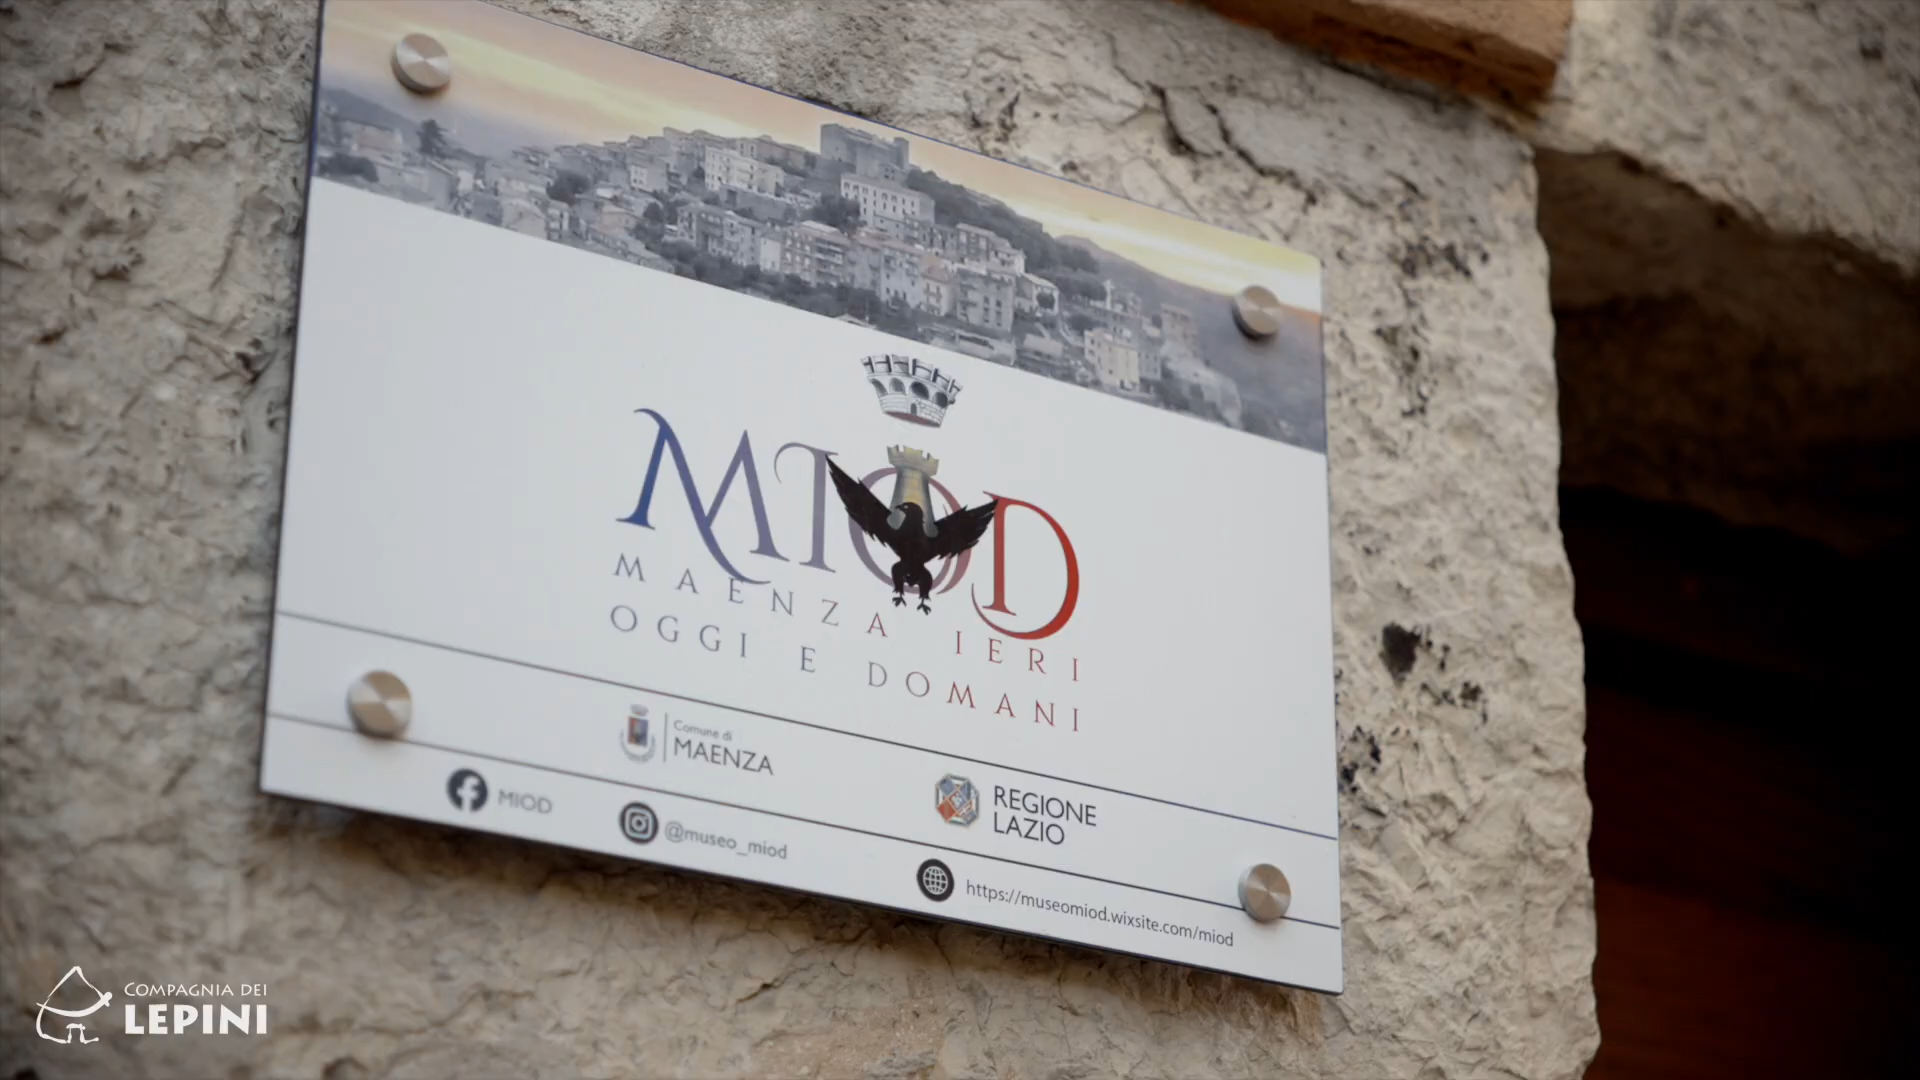 MIOD
MAENZA IERI
OGGI E DOMANI
Comune di
MAENZA
REGIONE
LAZIO
MIOD
@museo_miod
https://museomiod.wixsite.com/miod
COMPAGNIA DEI
LEPINI